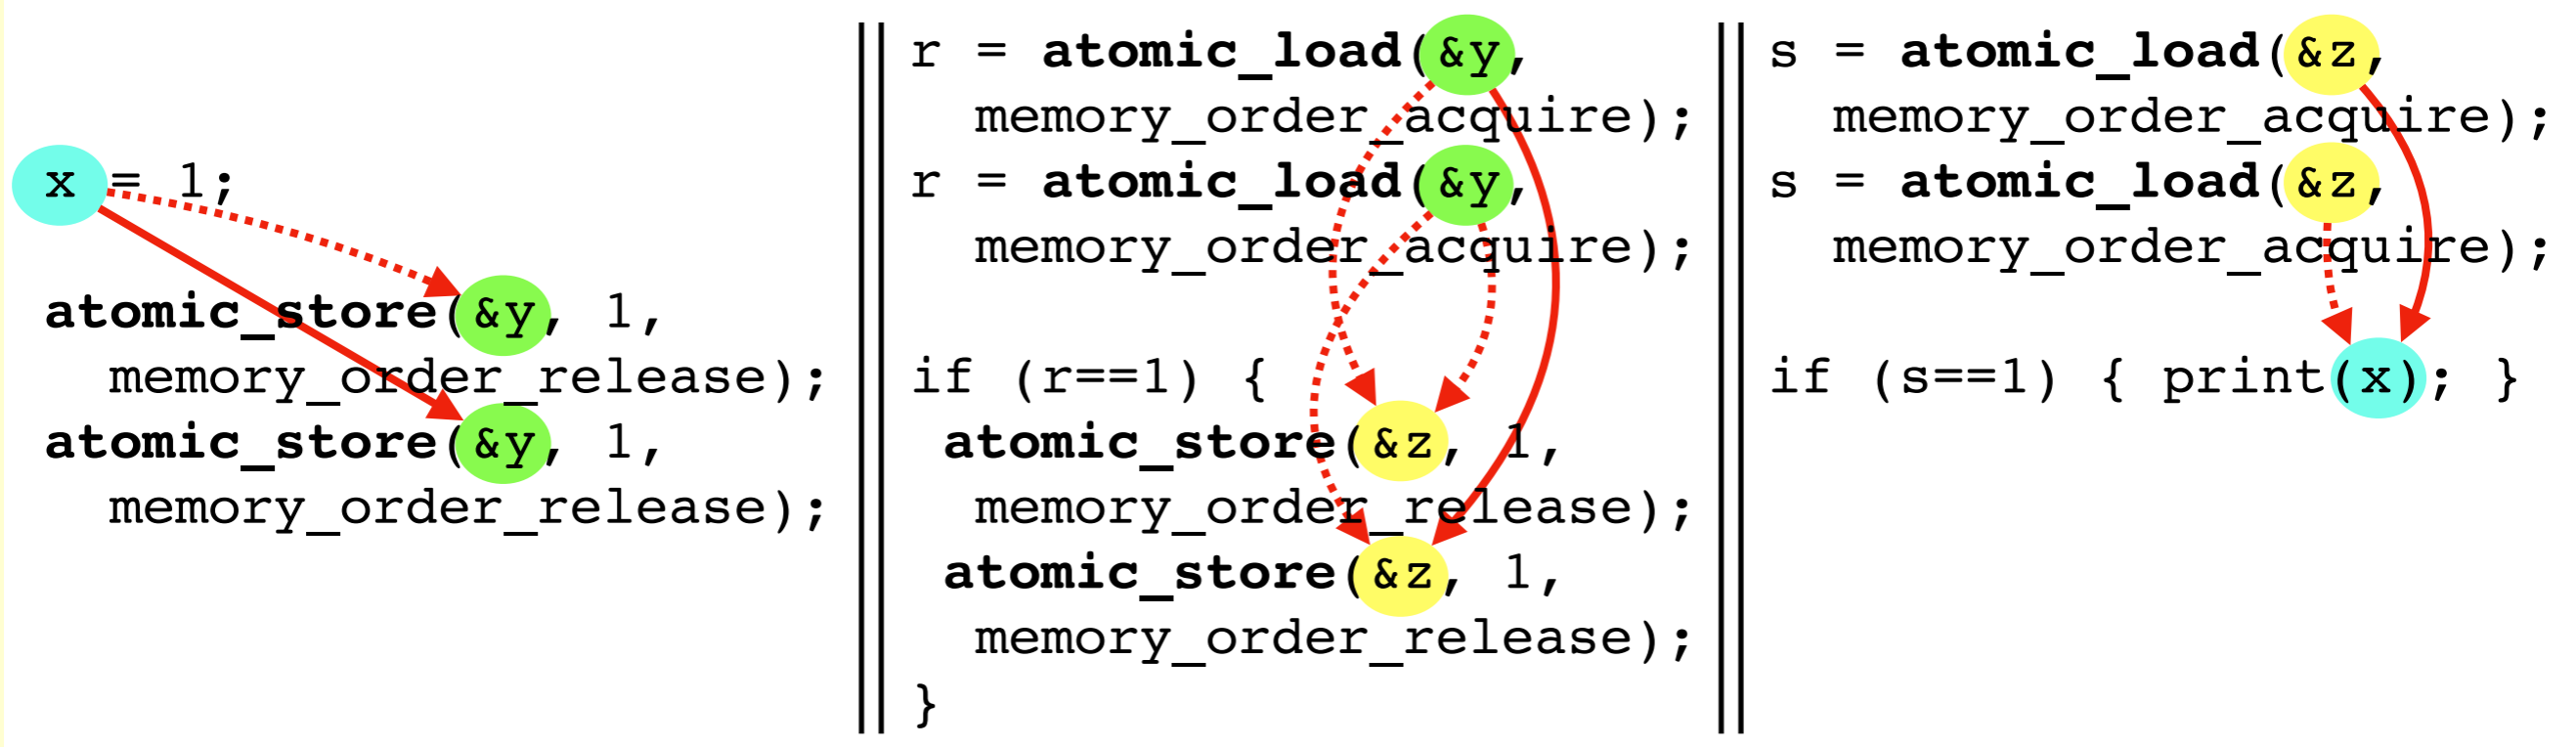 x = 1;
atomic_store(&y, 1,
memory_order_release);
atomic_store(&y, 1,
memory_order_release);
r = atomic_load(&y,
memory_order_acquire);
r = atomic_load(&y,
memory_order_acquire);
if (r==1) {
atomic_store(&z, 1,
memory_order_release);
atomic_store(&z, 1,
memory_order_release);
}
s = atomic_load(&z,
memory_order_acquire);
s = atomic_load(&z,
memory_order_acquire);
if (s==1) { print(x); }